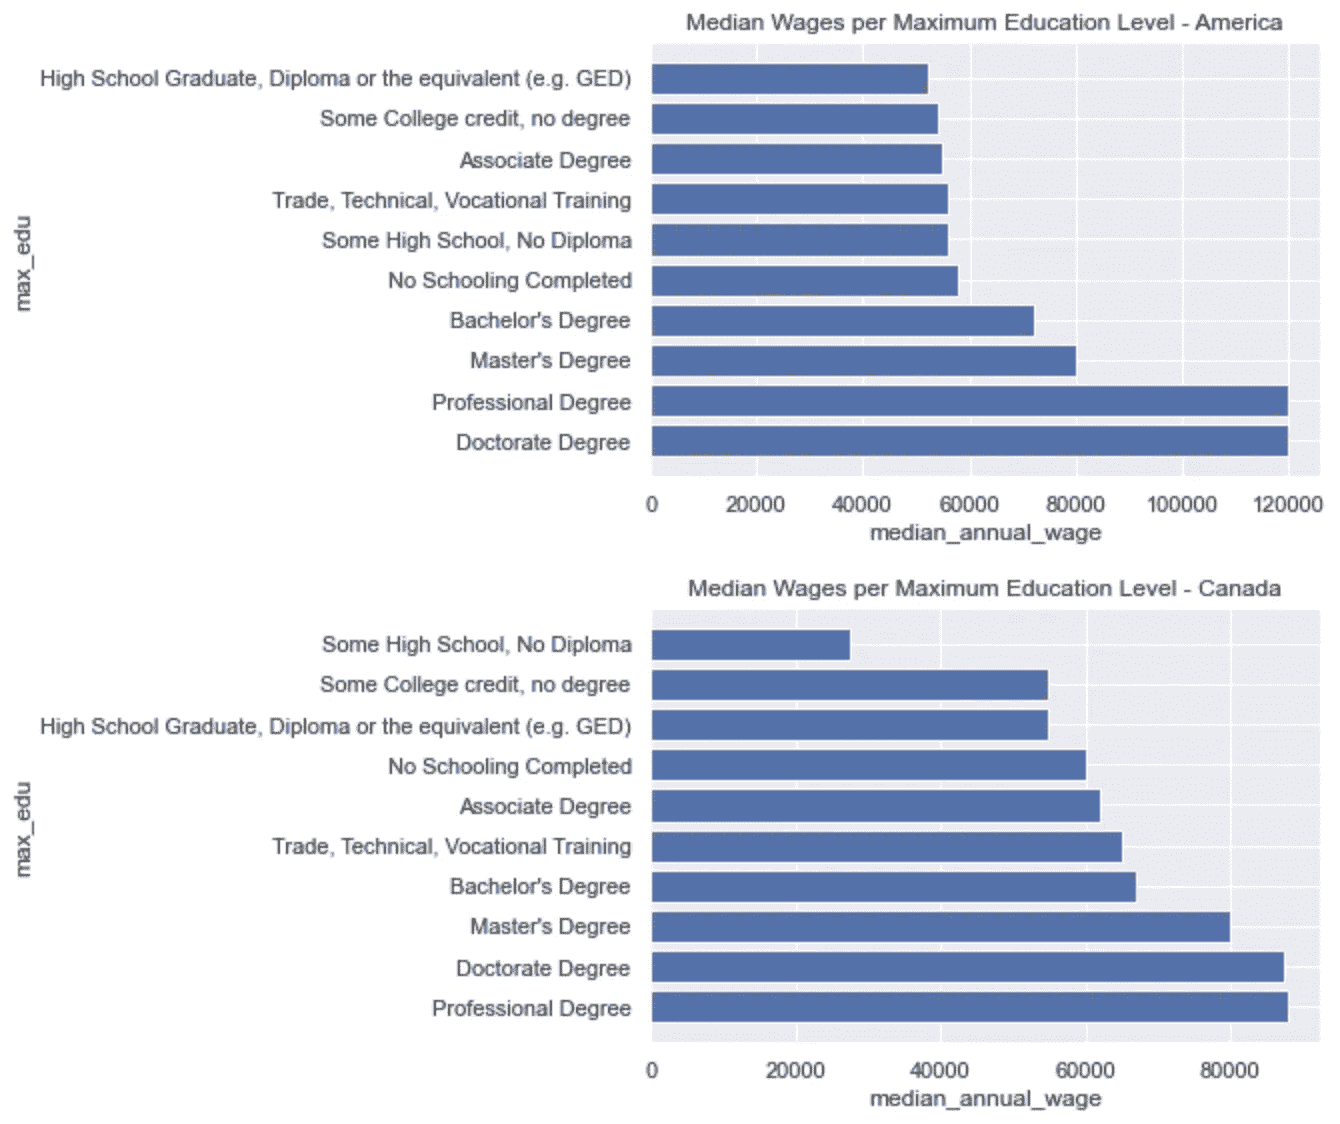 Median Wages per Maximum Education Level - America
High School Graduate, Diploma or the equivalent (e.g. GED)
Some College credit, no degree
Associate Degree
Trade, Technical, Vocational Training
Some High School, No Diploma
No Schooling Completed
Bachelor's Degree
Master's Degree
Professional Degree
Doctorate Degree
max_edu
0 20000 40000 60000 80000 100000 120000
median_annual_wage
Median Wages per Maximum Education Level - Canada
Some High School, No Diploma
Some College credit, no degree
High School Graduate, Diploma or the equivalent (e.g. GED)
No Schooling Completed
Associate Degree
Trade, Technical, Vocational Training
Bachelor's Degree
Master's Degree
Doctorate Degree
Professional Degree
max_edu
0 20000 40000 60000 80000
median_annual_wage